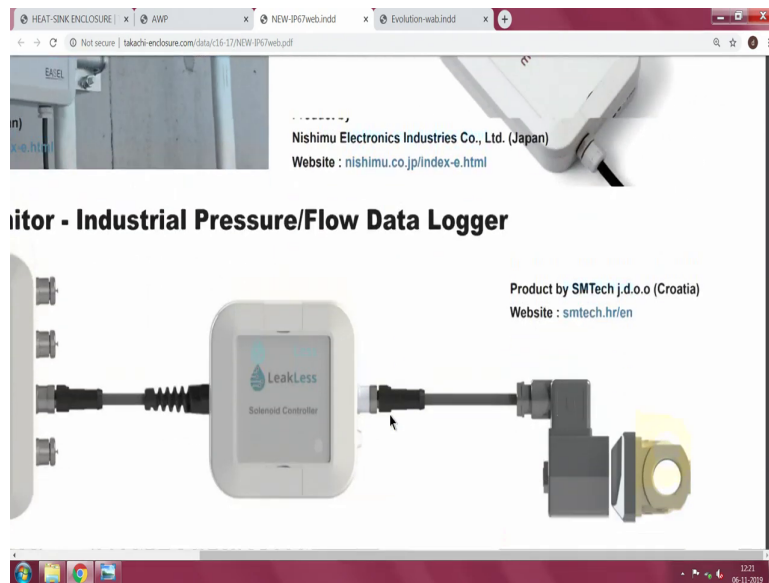 HEAT-SINK ENCLOSURE | x
AWP x
NEW-IP67web.indd x
Evolution-wab.indd x
Not secure | takachi-enclosure.com/data/c16-17/NEW-IP67web.pdf
n)
x-e.html
Nishimu Electronics Industries Co., Ltd. (Japan)
Website : nishimu.co.jp/index-e.html
itor - Industrial Pressure/Flow Data Logger
Product by SMTech j.d.o.o (Croatia)
Website : smtech.hr/en
LeakLess
Solenoid Controller
12:21
06-11-2019